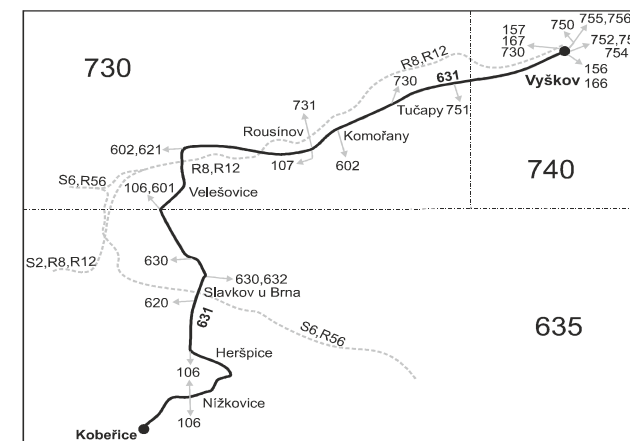 755,756
750
157
167
730
752,75
754
Vyškov
156
166
730
R8,R12
730
631
Tučapy
751
731
Rousínov
Komořany
602,621
R8,R12
107
602
740
S6,R56
106,601
Velešovice
630
S2,R8,R12
630,632
Slavkov u Brna
620
631
S6,R56
635
Heršpice
106
Nížkovice
106
Kobeřice